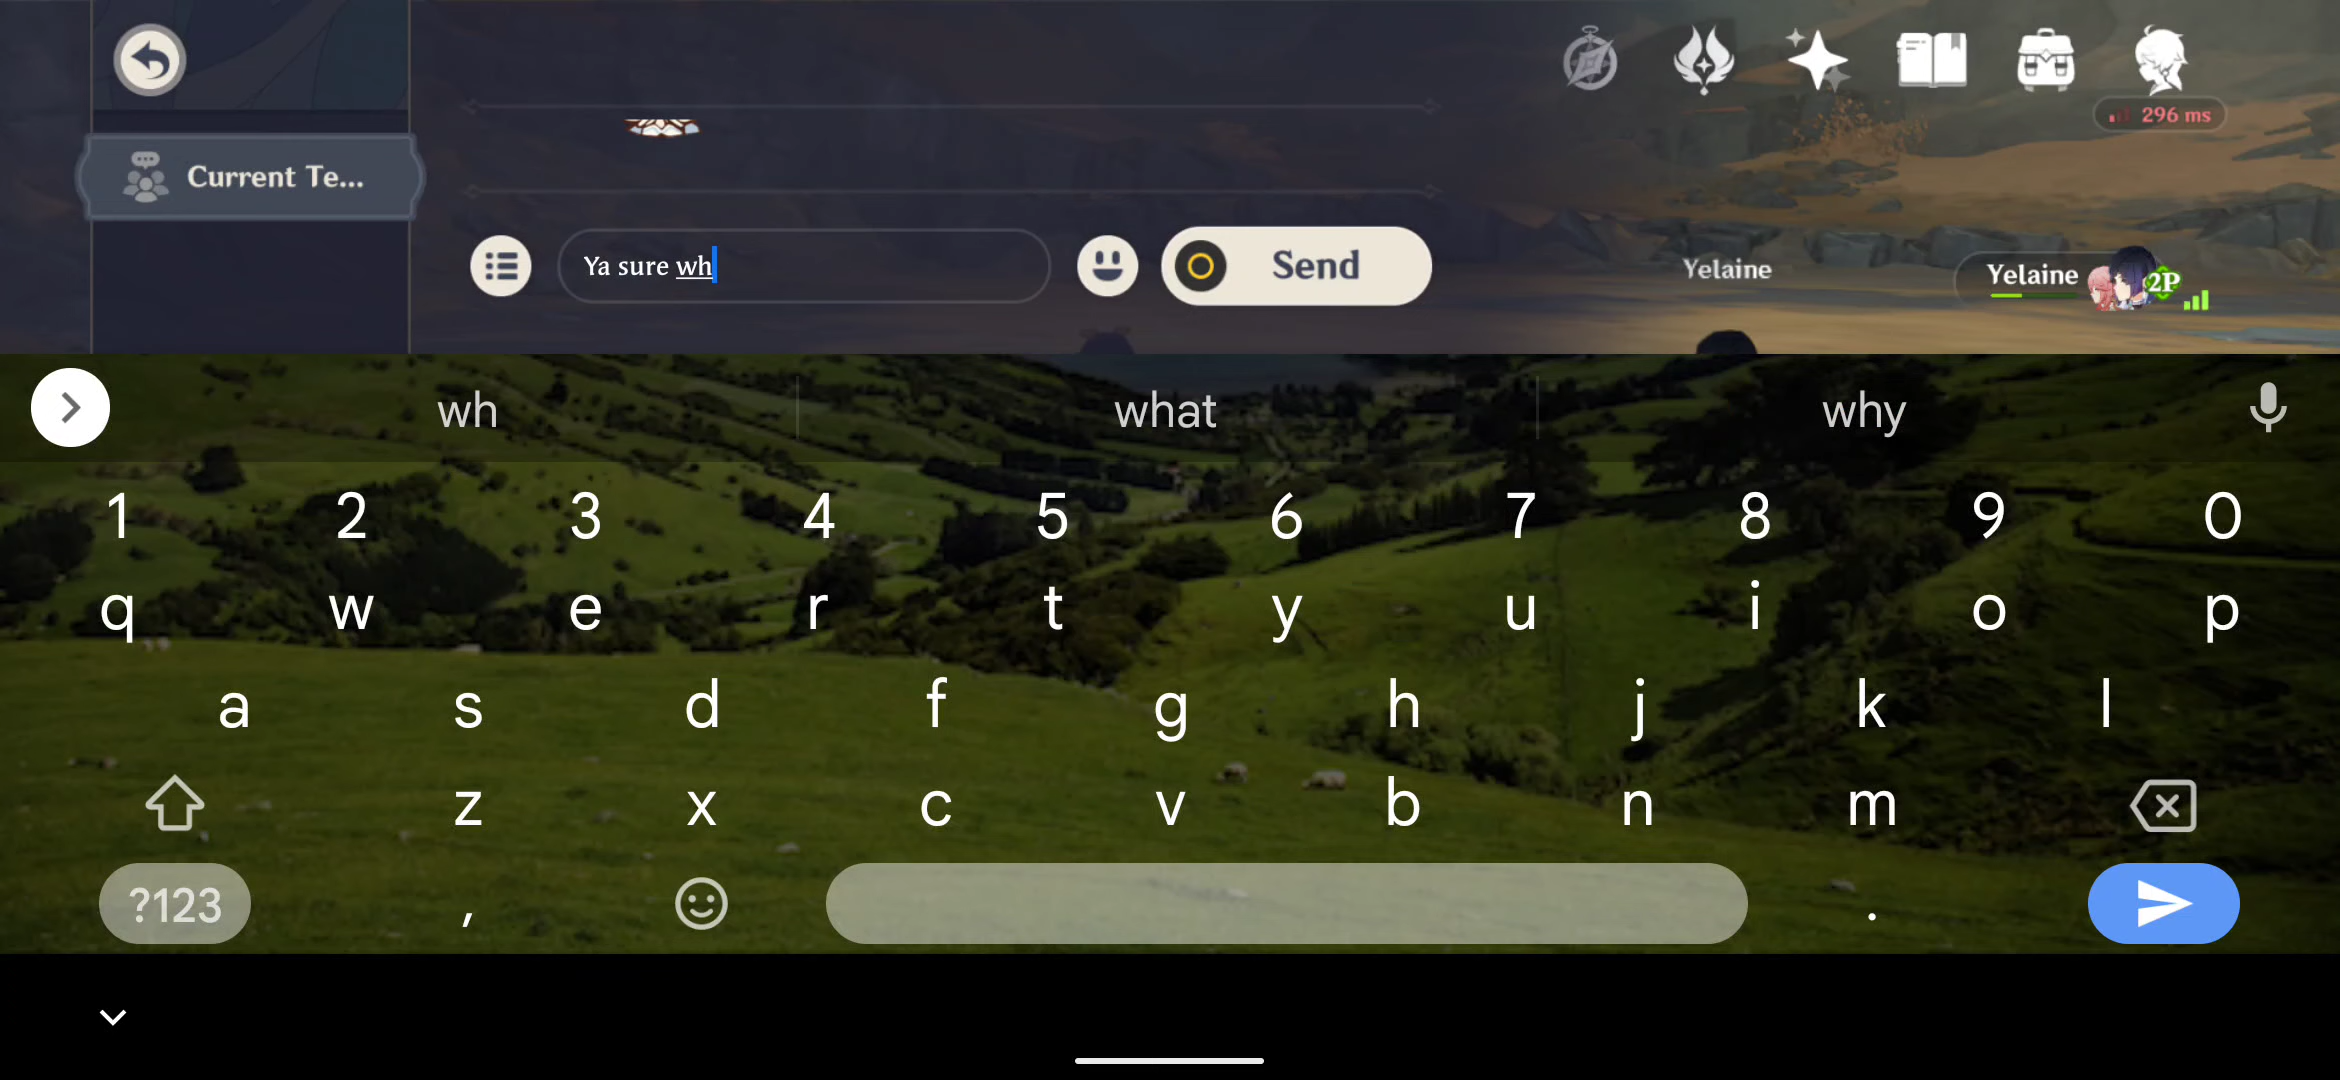 296 ms
Current Te...
Ya sure wh
Send
Yelaine
Yelaine
2P
wh
what
why
1 2 3 4 5 6 7 8 9 0
q w e r t y u i o p
a s d f g h j k l
z x c v b n m
?123 , .